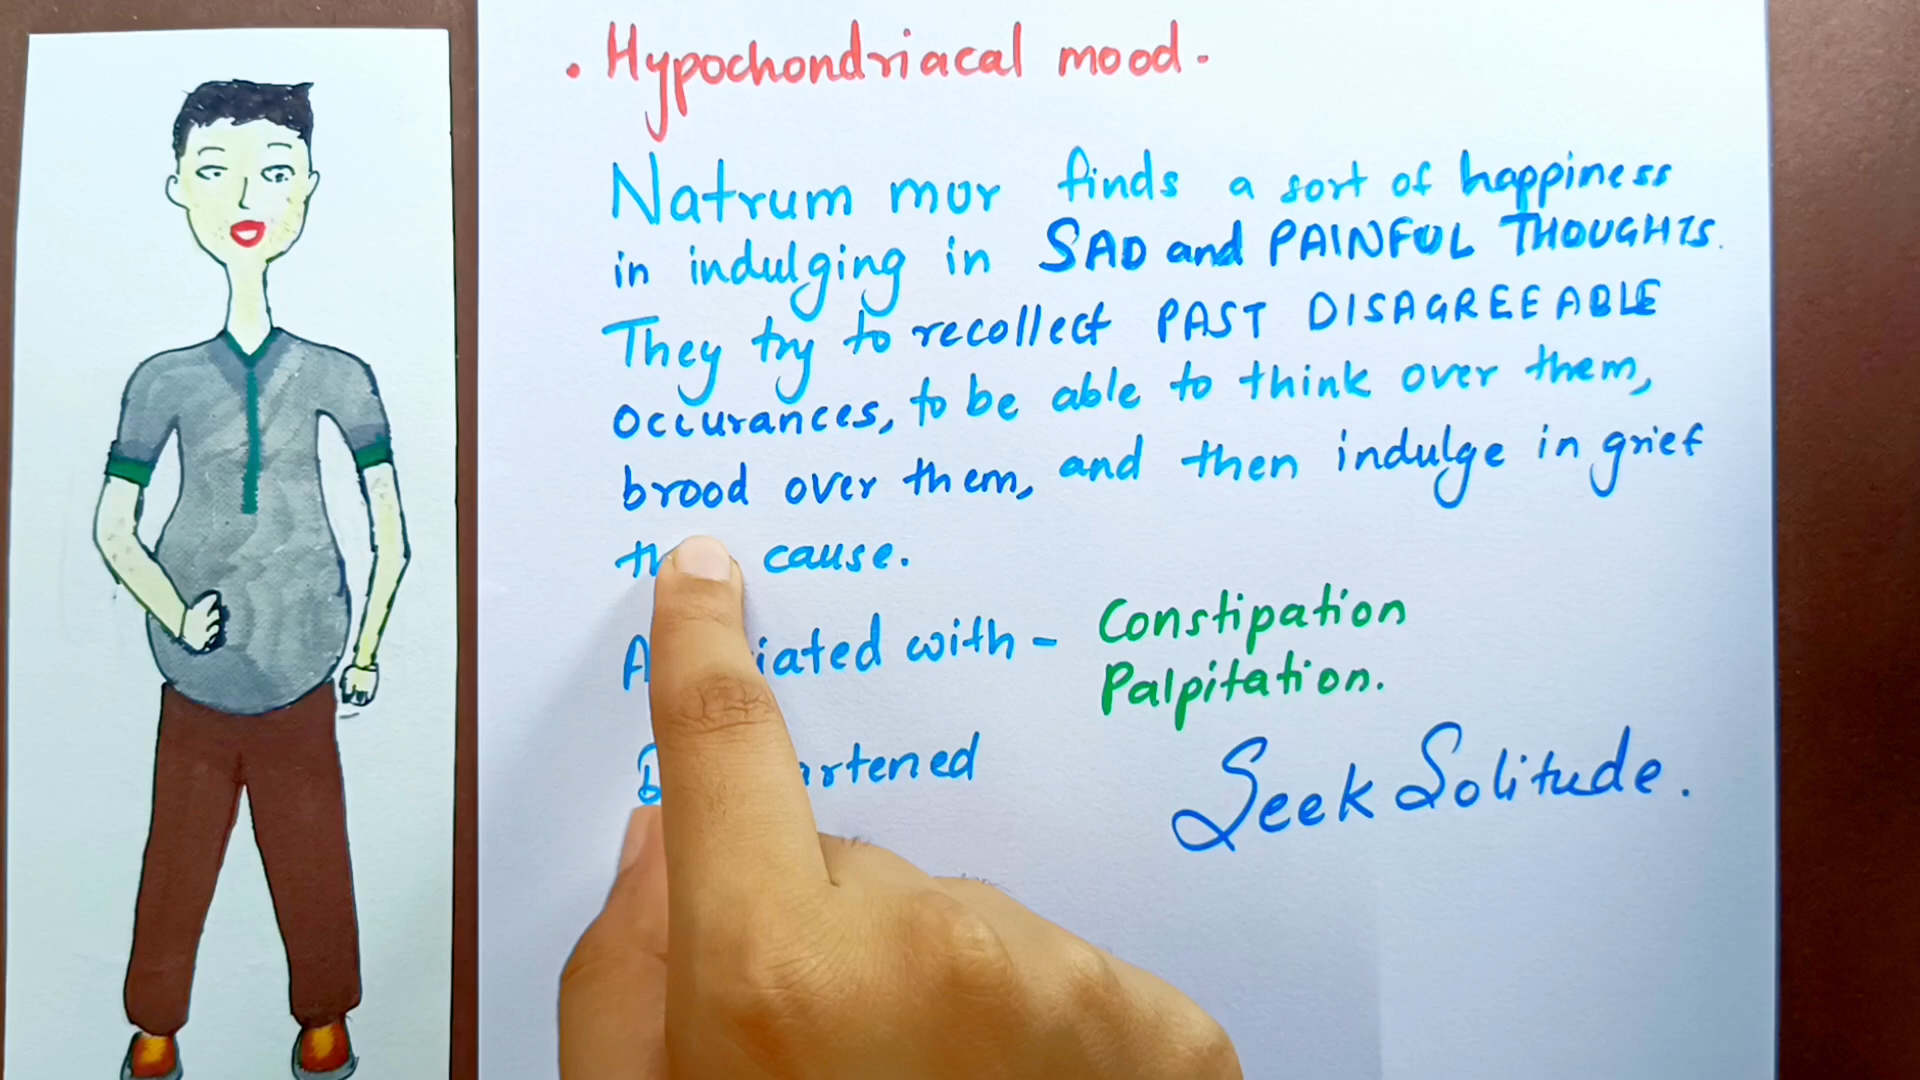 . Hypochondriacal mood.
Natrum mur finds a sort of happiness
in indulging in SAD and PAINFUL THOUGHTS.
They try to recollect PAST DISAGREEABLE
OCCURANCES, to be able to think over them,
brood over them, and then indulge in grief
cause.
with - Constipation
Palpitation.
Seek Solitude.